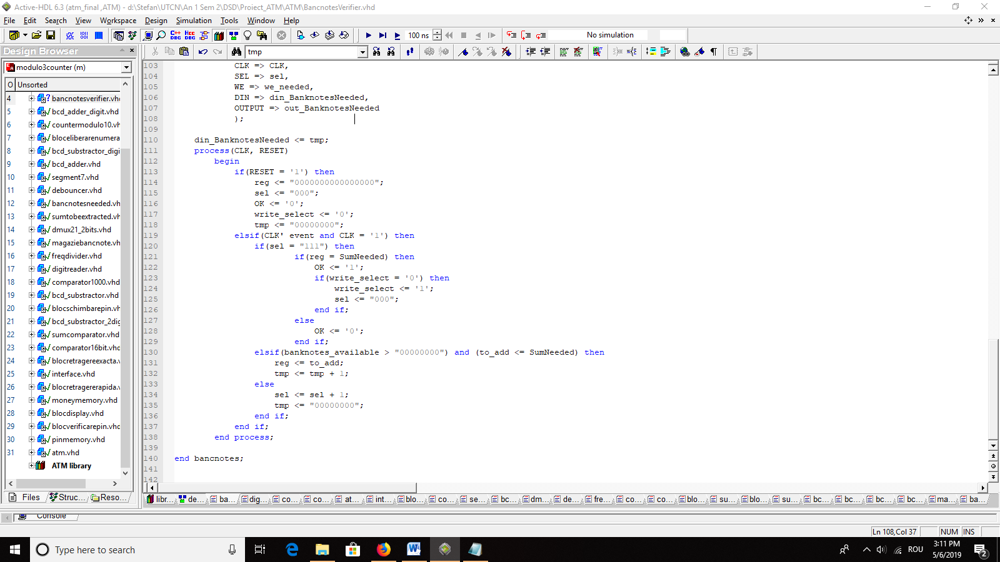 Active-HDL 6.3 (atm_final ,ATM) - d:\Stefan\UTCN\An 1 Sem 2\DSD\Proiect_ATM\ATM\BancnotesVerifier.vhd
File Edit Search View Workspace Design Simulation Tools Window Help
100 ns No simulation
Design Browser
tmp
modulo3counter (m)
O Unsorted
4 bancnotesverifier.vhd
5 bcd_adder_digit.vhd
6 countermodulo10.vh
7 bloceliberarenumera
8 bcd_substractor_digi
9 bcd_adder.vhd
10 segment7.vhd
11 debouncer.vhd
12 bancnotesneeded.vh
13 sumtobeextracted.vh
14 dmux21_2bits.vhd
15 magaziebancnote.vh
16 freqdivider.vhd
17 digitreader.vhd
18 comparator1000.vhd
19 bcd_substractor.vhd
20 blocschimbarepin.vh
21 bcd_substractor_2dig
22 sumcomparator.vhd
23 comparator16bit.vhd
24 blocretragereexacta.v
25 interface.vhd
26 blocretragererapida.v
27 moneymemory.vhd
28 blocdisplay.vhd
29 blocverificarepin.vhd
30 pinmemory.vhd
31 atm.vhd
ATM library
Files Struc... Reso...
103 CLK => CLK,
104 SEL => sel,
105 WE => we_needed,
106 DIN => din_BanknotesNeeded,
107 OUTPUT => out_BanknotesNeeded
108 );
109
110 din_BanknotesNeeded <= tmp;
111 process(CLK, RESET)
112 begin
113 if(RESET = '1') then
114 reg <= "0000000000000000";
115 sel <= "000";
116 OK <= '0';
117 write_select <= '0';
118 tmp <= "00000000";
119 elsif(CLK' event and CLK = '1') then
120 if(sel = "111") then
121 if(reg = SumNeeded) then
122 OK <= '1';
123 if(write_select = '0') then
124 write_select <= '1';
125 sel <= "000";
126 end if;
127 else
128 OK <= '0';
129 end if;
130 elsif(banknotes_available > "00000000") and (to_add <= SumNeeded) then
131 reg <= to_add;
132 tmp <= tmp + 1;
133 else
134 sel <= sel + 1;
135 tmp <= "00000000";
136 end if;
137 end if;
138 end process;
139
140 end bancnotes;
141
142
libr... de... ba... dig... co... co... at... int... blo... co... se... bc... dm... de... fre... co... co... blo... su... blo... su... bc... bc... bc... bc... ma... ba...
Console
Ln 108,Col 37 NUM INS
Type here to search
ROU
3:11 PM
5/6/2019
2